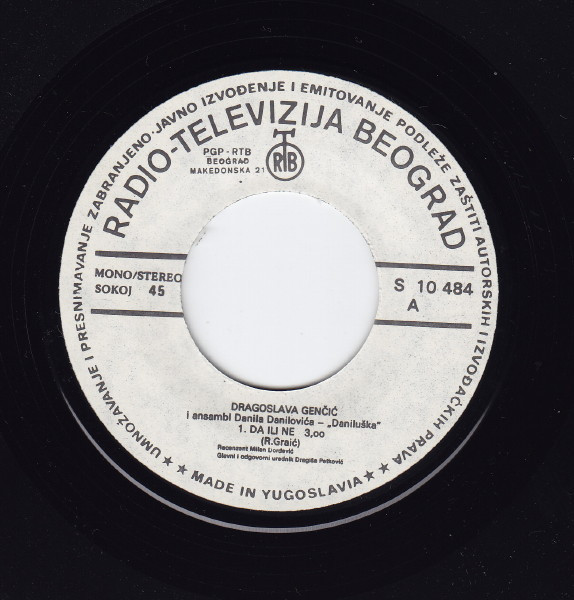 UMNOŽAVANJE I PRESNIMAVANJE ZABRANJENO·JAVNO IZVOĐENJE I EMITOVANJE PODLEŽE ZAŠTITI AUTORSKIH I IZVOĐAČKIH PRAVA
RADIO-TELEVIZIJA BEOGRAD
PGP-RTB
BEOGRAD
MAKEDONSKA 21
RTB
MONO/STEREO
SOKOJ 45
S 10 484
A
DRAGOSLAVA GENČIĆ
i ansambl Danila Danilovića - „Daniluška"
1. DA ILI NE 3,00
(R.Graić)
Recenzent Milan Đorđević
Glavni i odgovorni urednik Dragiša Petković
★★ MADE IN YUGOSLAVIA ★★